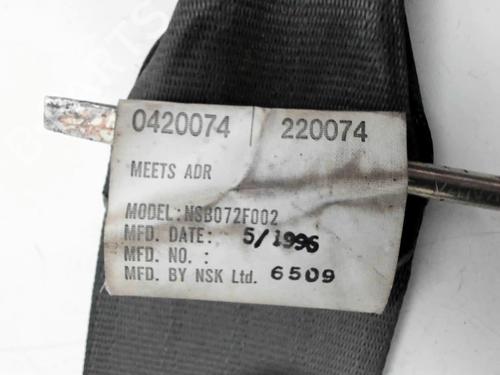 0420074 | 220074
MEETS ADR
MODEL: NSB072F002
MFD. DATE: 5/1996
MFD. NO. :
MFD. BY NSK Ltd. 6509